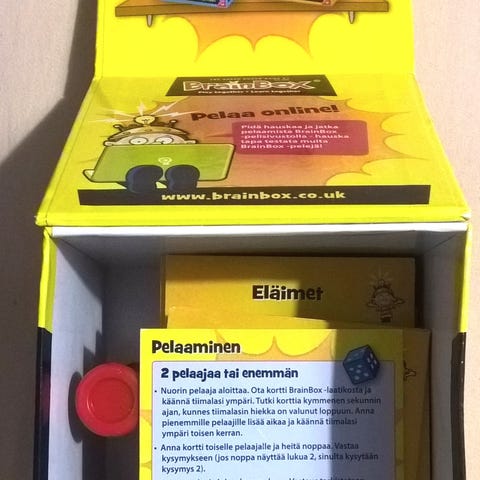 BrainBox
Play together • Learn together
Pelaa online!
Pidä hauskaa ja jatka
pelaamista BrainBox
-pelisivustolla - hauska
tapa testata muita
BrainBox -pelejä!
www.brainbox.co.uk
Eläimet
Pelaaminen
2 pelaajaa tai enemmän
• Nuorin pelaaja aloittaa. Ota kortti BrainBox -laatikosta ja
käännä tiimalasi ympäri. Tutki korttia kymmenen sekunnin
ajan, kunnes tiimalasin hiekka on valunut loppuun. Anna
pienemmille pelaajille lisää aikaa ja käännä tiimalasi
ympäri toisen kerran.
• Anna kortti toiselle pelaajalle ja heitä noppaa. Vastaa
kysymykseen (jos noppa näyttää lukua 2, sinulta kysytään
kysymys 2).